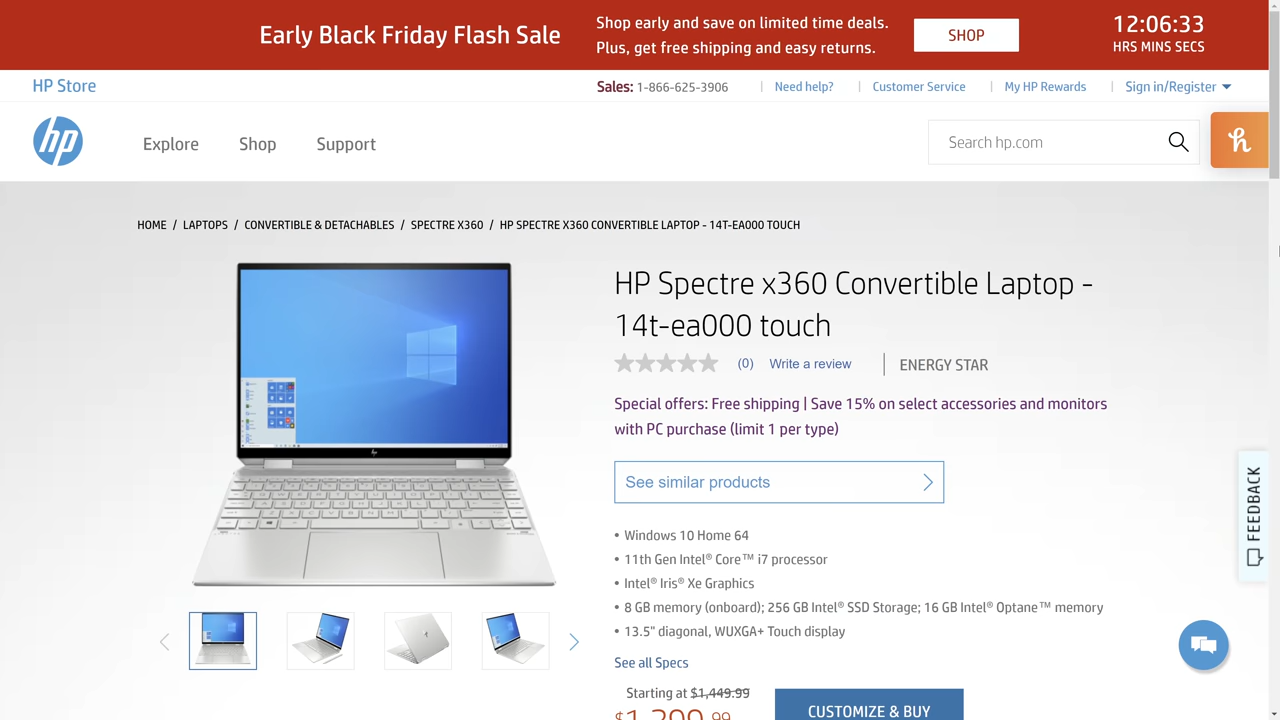 Early Black Friday Flash Sale
Shop early and save on limited time deals.
Plus, get free shipping and easy returns.
SHOP
12:06:33
HRS MINS SECS
HP Store
Sales: 1-866-625-3906
Need help?
Customer Service
My HP Rewards
Sign in/Register
hp
Explore
Shop
Support
Search hp.com
h
HOME / LAPTOPS / CONVERTIBLE & DETACHABLES / SPECTRE X360 / HP SPECTRE X360 CONVERTIBLE LAPTOP - 14T-EA000 TOUCH
HP Spectre x360 Convertible Laptop -
14t-ea000 touch
(0)
Write a review
ENERGY STAR
Special offers: Free shipping | Save 15% on select accessories and monitors
with PC purchase (limit 1 per type)
See similar products
FEEDBACK
• Windows 10 Home 64
• 11th Gen Intel® Core™ i7 processor
• Intel® Iris® Xe Graphics
• 8 GB memory (onboard); 256 GB Intel® SSD Storage; 16 GB Intel® Optane™ memory
• 13.5" diagonal, WUXGA+ Touch display
See all Specs
Starting at $1,449.99
CUSTOMIZE & BUY